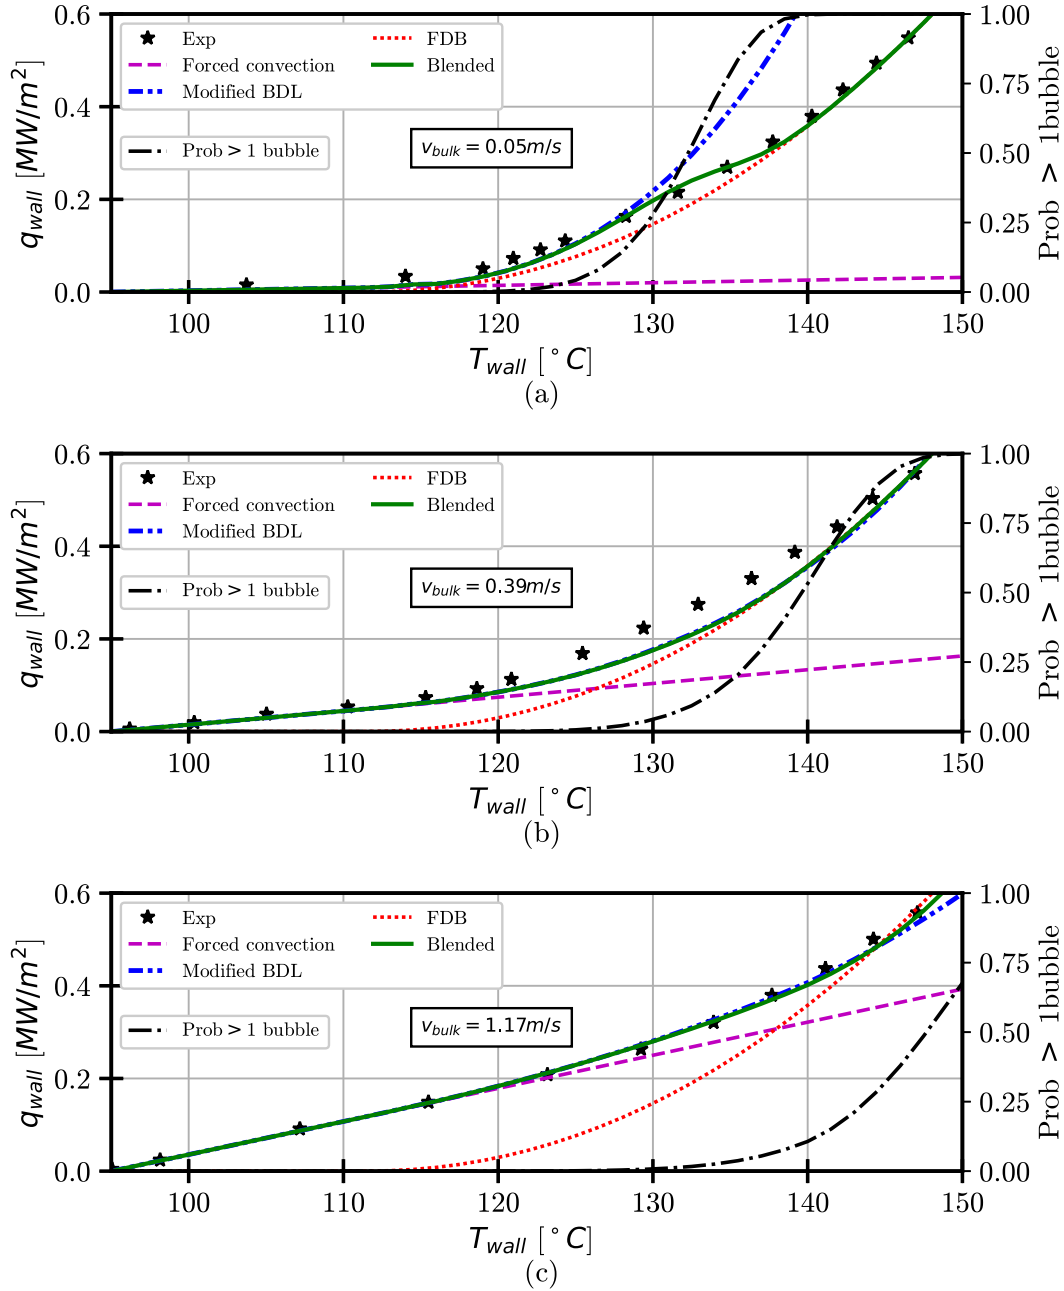 0.6
0.4
0.2
0.0
q_wall [MW/m²]
Exp
Forced convection
Modified BDL
FDB
Blended
Prob > 1 bubble
v_bulk = 0.05m/s
1.00
0.75
0.50
0.25
0.00
Prob > 1bubble
100 110 120 130 140 150
T_wall [°C]
(a)
0.6
0.4
0.2
0.0
q_wall [MW/m²]
Exp
Forced convection
Modified BDL
FDB
Blended
Prob > 1 bubble
v_bulk = 0.39m/s
1.00
0.75
0.50
0.25
0.00
Prob > 1bubble
100 110 120 130 140 150
T_wall [°C]
(b)
0.6
0.4
0.2
0.0
q_wall [MW/m²]
Exp
Forced convection
Modified BDL
FDB
Blended
Prob > 1 bubble
v_bulk = 1.17m/s
1.00
0.75
0.50
0.25
0.00
Prob > 1bubble
100 110 120 130 140 150
T_wall [°C]
(c)